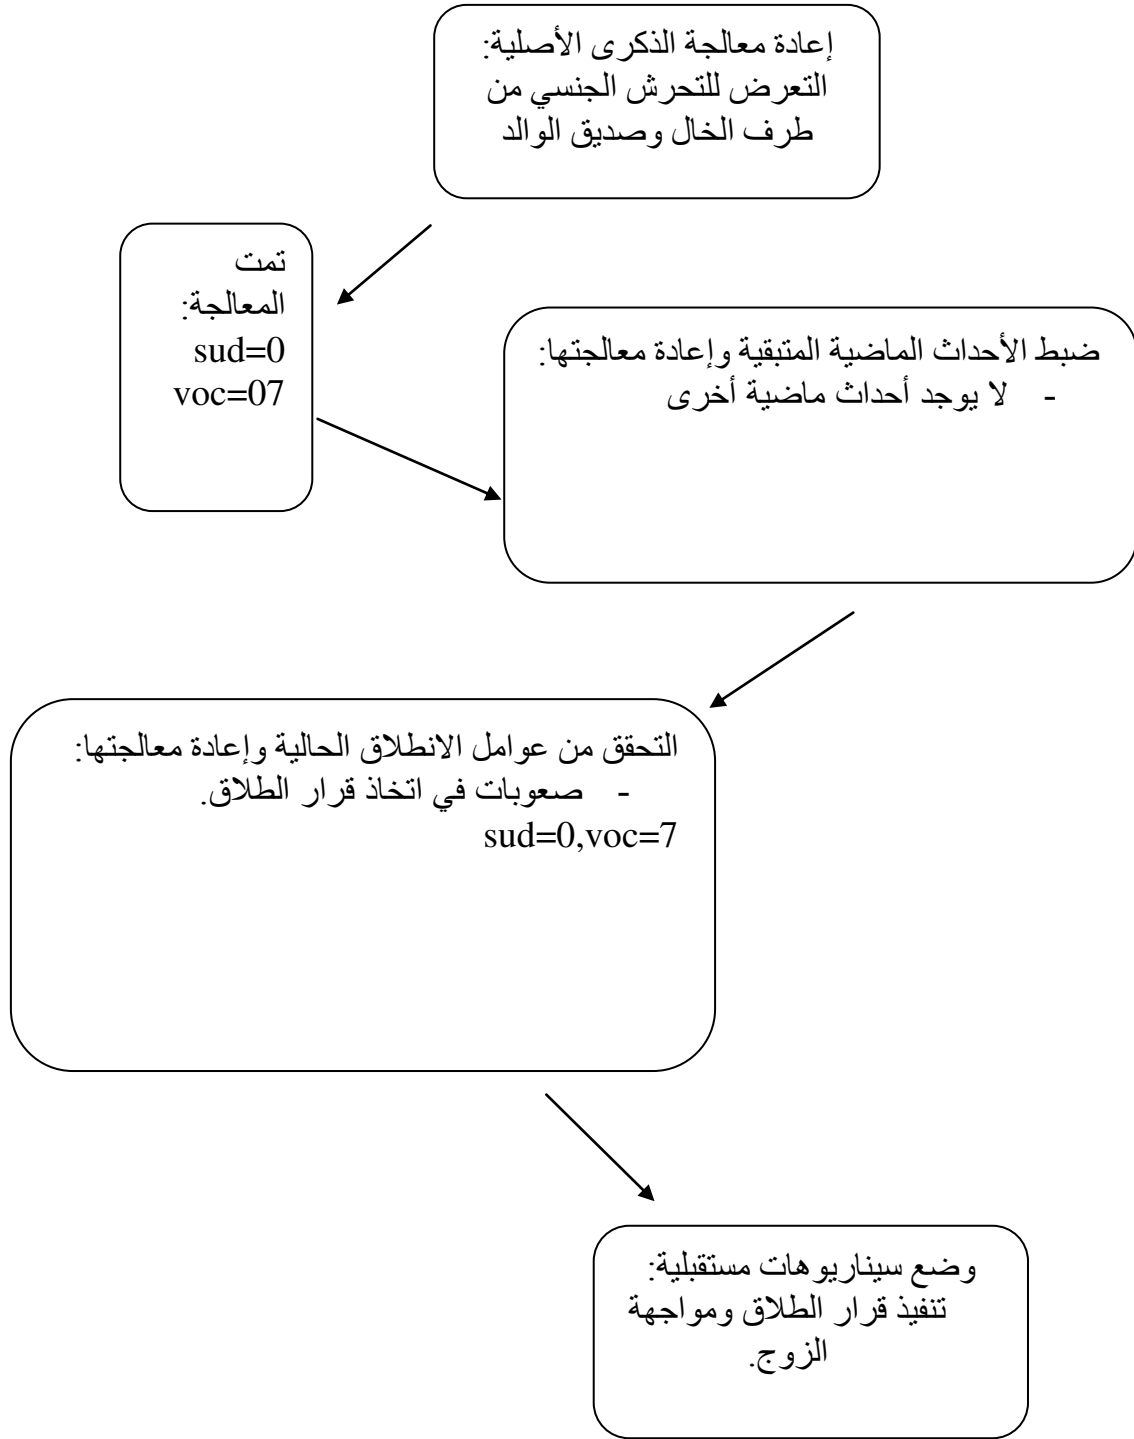 إعادة معالجة الذكرى الأصلية:
التعرض للتحرش الجنسي من
طرف الخال وصديق الوالد
تمت
المعالجة:
sud=0
voc=07
ضبط الأحداث الماضية المتبقية وإعادة معالجتها:
- لا يوجد أحداث ماضية أخرى
التحقق من عوامل الانطلاق الحالية وإعادة معالجتها:
- صعوبات في اتخاذ قرار الطلاق.
sud=0,voc=7
وضع سيناريوهات مستقبلية:
تنفيذ قرار الطلاق ومواجهة
الزوج.